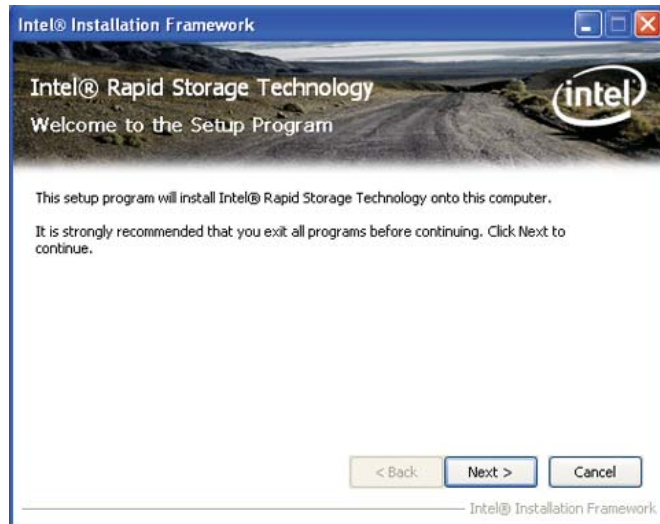 Intel® Installation Framework
Intel® Rapid Storage Technology
Welcome to the Setup Program
intel
This setup program will install Intel® Rapid Storage Technology onto this computer.
It is strongly recommended that you exit all programs before continuing. Click Next to
continue.
< Back
Next >
Cancel
Intel® Installation Framework